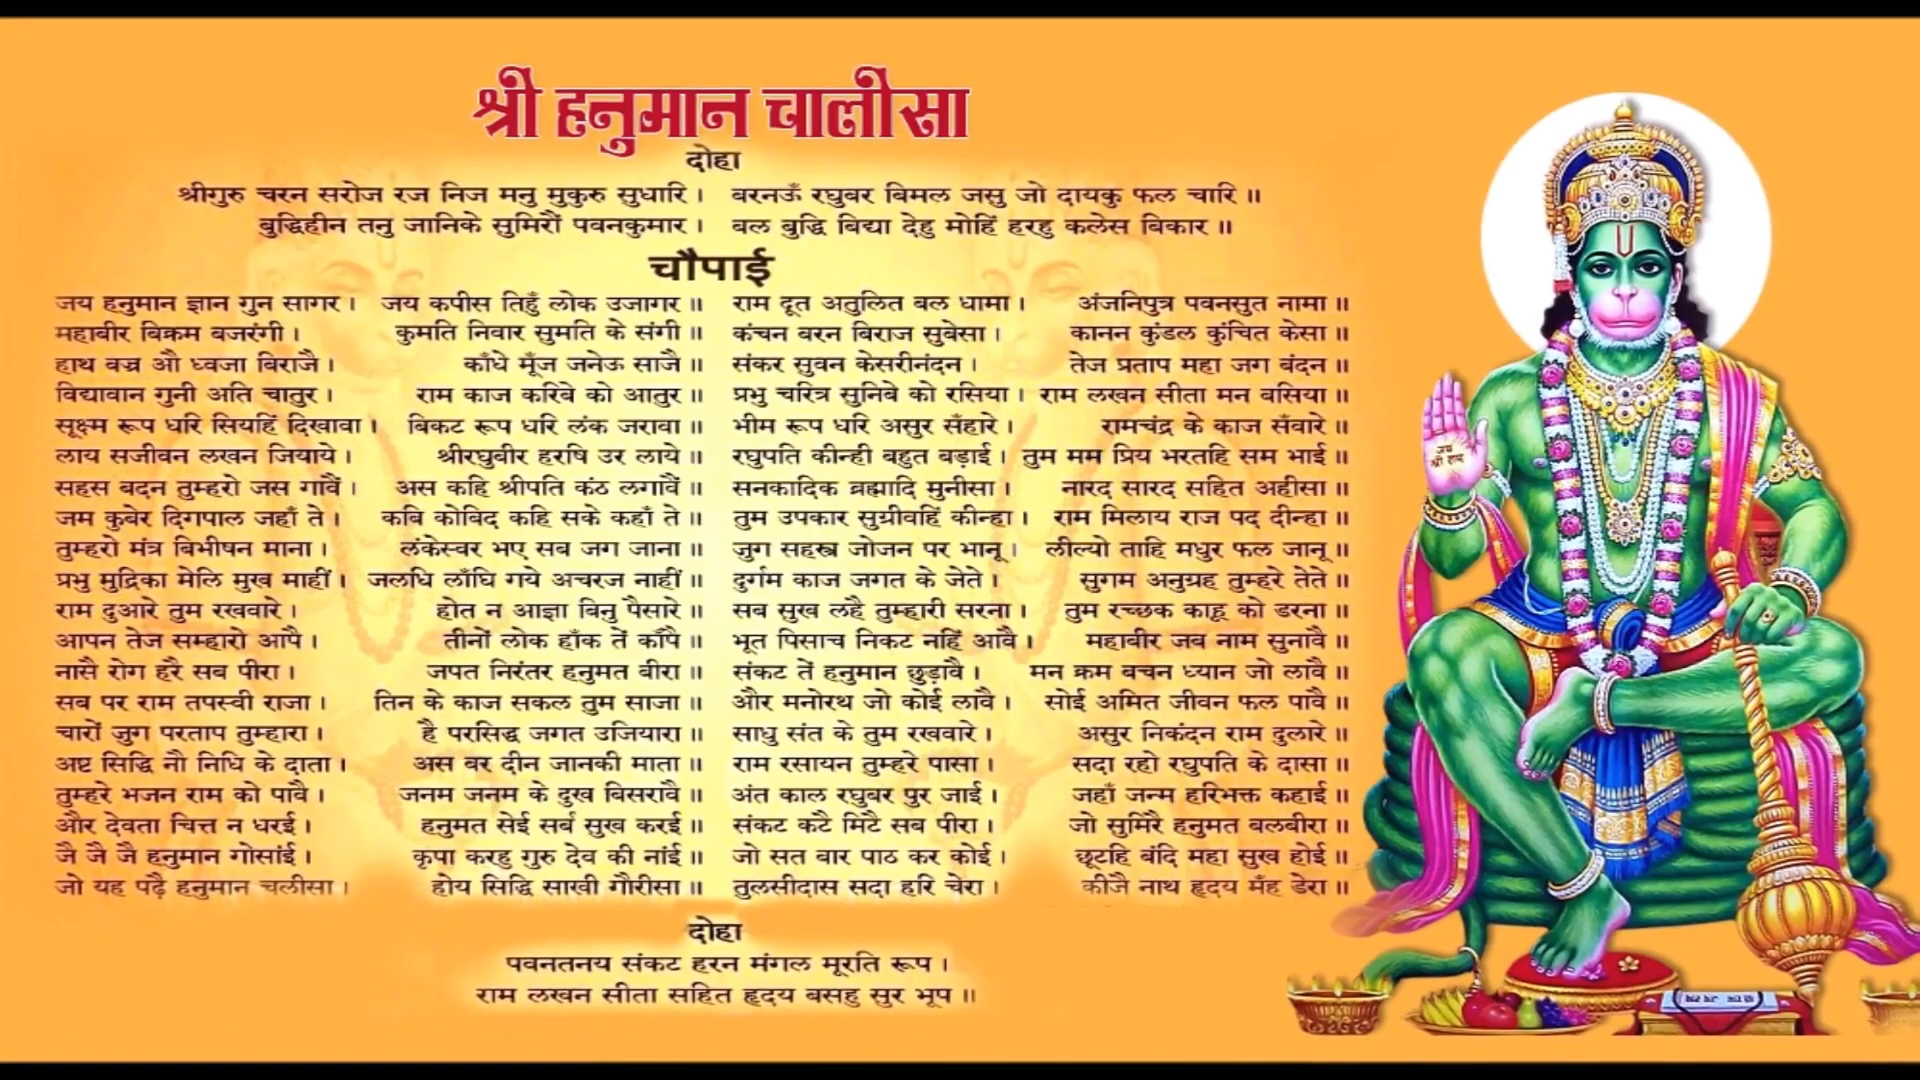 श्री हनुमान चालीसा
दोहा
श्रीगुरु चरन सरोज रज निज मनु मुकुरु सुधारि। बरनऊँ रघुबर बिमल जसु जो दायकु फल चारि॥
बुद्धिहीन तनु जानिके सुमिरौं पवनकुमार। बल बुद्धि बिद्या देहु मोहिं हरहु कलेस बिकार॥
चौपाई
जय हनुमान ज्ञान गुन सागर। जय कपीस तिहुँ लोक उजागर॥ राम दूत अतुलित बल धामा। अंजनिपुत्र पवनसुत नामा॥
महाबीर बिक्रम बजरंगी। कुमति निवार सुमति के संगी॥ कंचन बरन बिराज सुबेसा। कानन कुंडल कुंचित केसा॥
हाथ बज्र औ ध्वजा बिराजै। काँधे मूँज जनेऊ साजै॥ संकर सुवन केसरीनंदन। तेज प्रताप महा जग बंदन॥
विद्यावान गुनी अति चातुर। राम काज करिबे को आतुर॥ प्रभु चरित्र सुनिबे को रसिया। राम लखन सीता मन बसिया॥
सूक्ष्म रूप धरि सियहिं दिखावा। बिकट रूप धरि लंक जरावा॥ भीम रूप धरि असुर सँहारे। रामचंद्र के काज सँवारे॥
लाय सजीवन लखन जियाये। श्रीरघुबीर हरषि उर लाये॥ रघुपति कीन्ही बहुत बड़ाई। तुम मम प्रिय भरतहि सम भाई॥
सहस बदन तुम्हरो जस गावैं। अस कहि श्रीपति कंठ लगावैं॥ सनकादिक ब्रह्मादि मुनीसा। नारद सारद सहित अहीसा॥
जम कुबेर दिगपाल जहाँ ते। कबि कोबिद कहि सके कहाँ ते॥ तुम उपकार सुग्रीवहिं कीन्हा। राम मिलाय राज पद दीन्हा॥
तुम्हरो मंत्र बिभीषन माना। लंकेस्वर भए सब जग जाना॥ जुग सहस्त्र जोजन पर भानू। लील्यो ताहि मधुर फल जानू॥
प्रभु मुद्रिका मेलि मुख माहीं। जलधि लाँघि गये अचरज नाहीं॥ दुर्गम काज जगत के जेते। सुगम अनुग्रह तुम्हरे तेते॥
राम दुआरे तुम रखवारे। होत न आज्ञा बिनु पैसारे॥ सब सुख लहै तुम्हारी सरना। तुम रच्छक काहू को डरना॥
आपन तेज सम्हारो आपै। तीनों लोक हाँक तें काँपै॥ भूत पिसाच निकट नहिं आवै। महाबीर जब नाम सुनावै॥
नासै रोग हरै सब पीरा। जपत निरंतर हनुमत बीरा॥ संकट तें हनुमान छुड़ावै। मन क्रम बचन ध्यान जो लावै॥
सब पर राम तपस्वी राजा। तिन के काज सकल तुम साजा॥ और मनोरथ जो कोई लावै। सोई अमित जीवन फल पावै॥
चारों जुग परताप तुम्हारा। है परसिद्ध जगत उजियारा॥ साधु संत के तुम रखवारे। असुर निकंदन राम दुलारे॥
अष्ट सिद्धि नौ निधि के दाता। अस बर दीन जानकी माता॥ राम रसायन तुम्हरे पासा। सदा रहो रघुपति के दासा॥
तुम्हरे भजन राम को पावै। जनम जनम के दुख बिसरावै॥ अंत काल रघुबर पुर जाई। जहाँ जन्म हरिभक्त कहाई॥
और देवता चित्त न धरई। हनुमत सेई सर्ब सुख करई॥ संकट कटै मिटै सब पीरा। जो सुमिरै हनुमत बलबीरा॥
जै जै जै हनुमान गोसांई। कृपा करहु गुरु देव की नांई॥ जो सत बार पाठ कर कोई। छूटहि बंदि महा सुख होई॥
जो यह पढ़ै हनुमान चलीसा। होय सिद्धि साखी गौरीसा॥ तुलसीदास सदा हरि चेरा। कीजै नाथ हृदय मँह डेरा॥
दोहा
पवनतनय संकट हरन मंगल मूरति रूप।
राम लखन सीता सहित हृदय बसहु सुर भूप॥
जय
श्री राम